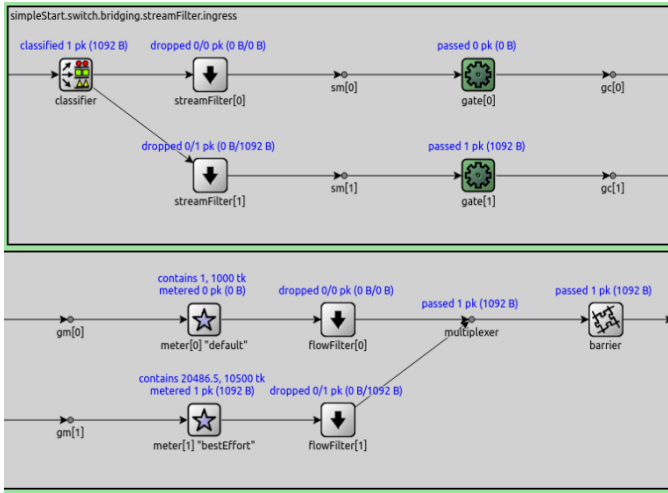 simpleStart.switch.bridging.streamFilter.ingress
classified 1 pk (1092 B)
dropped 0/0 pk (0 B/0 B)
passed 0 pk (0 B)
classifier
streamFilter[0]
sm[0]
gate[0]
gc[0]
dropped 0/1 pk (0 B/1092 B)
passed 1 pk (1092 B)
streamFilter[1]
sm[1]
gate[1]
gc[1]
contains 1, 1000 tk
metered 0 pk (0 B)
dropped 0/0 pk (0 B/0 B)
passed 1 pk (1092 B)
passed 1 pk (1092 B)
gm[0]
meter[0] "default"
flowFilter[0]
multiplexer
barrier
contains 20486.5, 10500 tk
metered 1 pk (1092 B)
dropped 0/1 pk (0 B/1092 B)
gm[1]
meter[1] "bestEffort"
flowFilter[1]